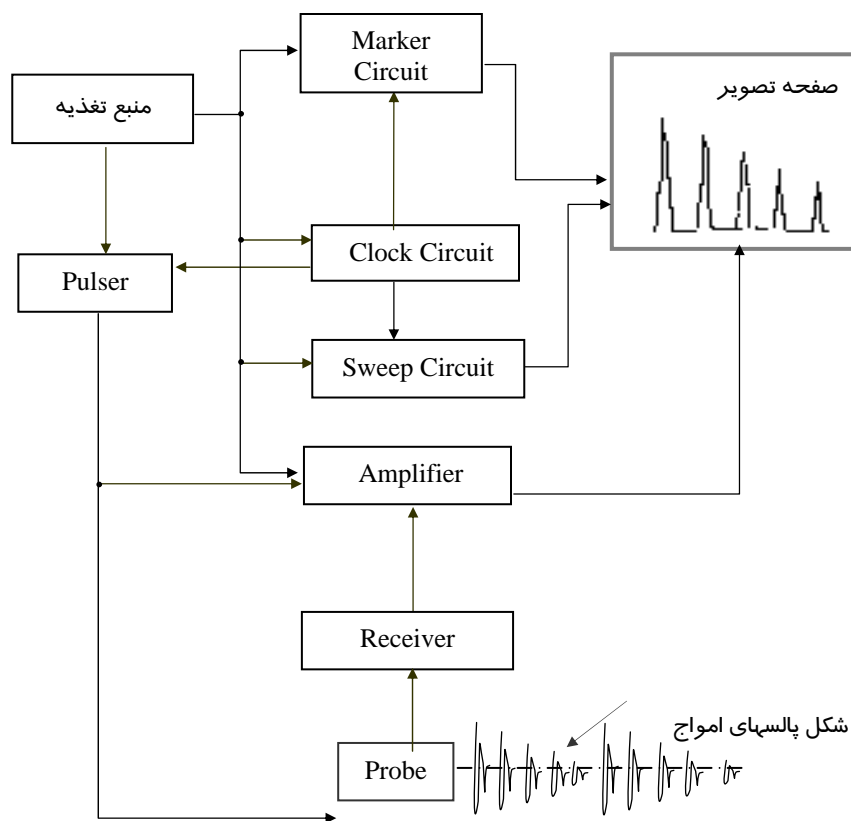 Marker
Circuit
صفحه تصویر
منبع تغذیه
Clock Circuit
Pulser
Sweep Circuit
Amplifier
Receiver
شکل پالسهای امواج
Probe